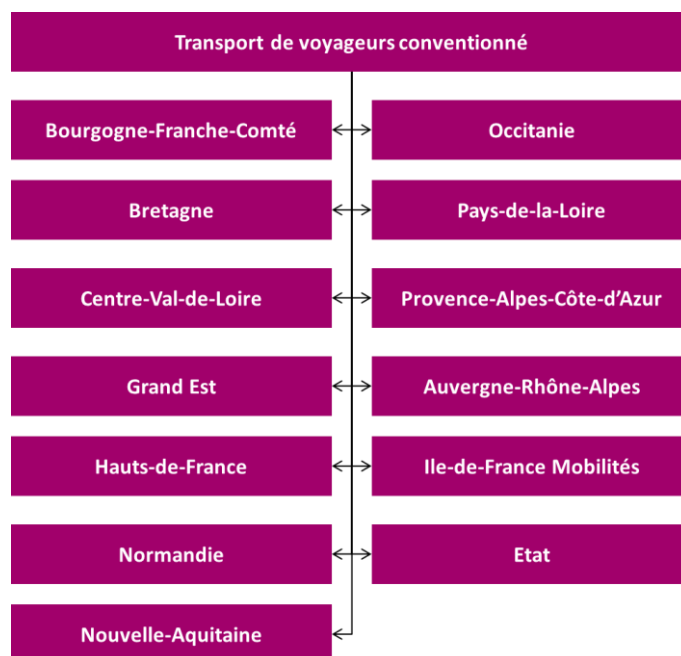 Transport de voyageurs conventionné
Bourgogne-Franche-Comté
Occitanie
Bretagne
Pays-de-la-Loire
Centre-Val-de-Loire
Provence-Alpes-Côte-d’Azur
Grand Est
Auvergne-Rhône-Alpes
Hauts-de-France
Ile-de-France Mobilités
Normandie
Etat
Nouvelle-Aquitaine